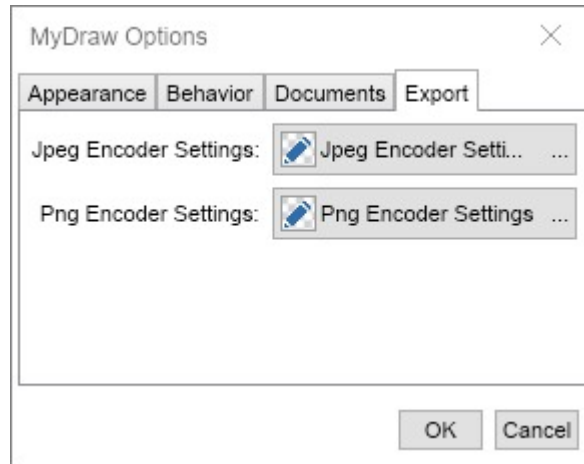 MyDraw Options
Appearance Behavior Documents Export
Jpeg Encoder Settings: Jpeg Encoder Setti... ...
Png Encoder Settings: Png Encoder Settings ...
OK Cancel